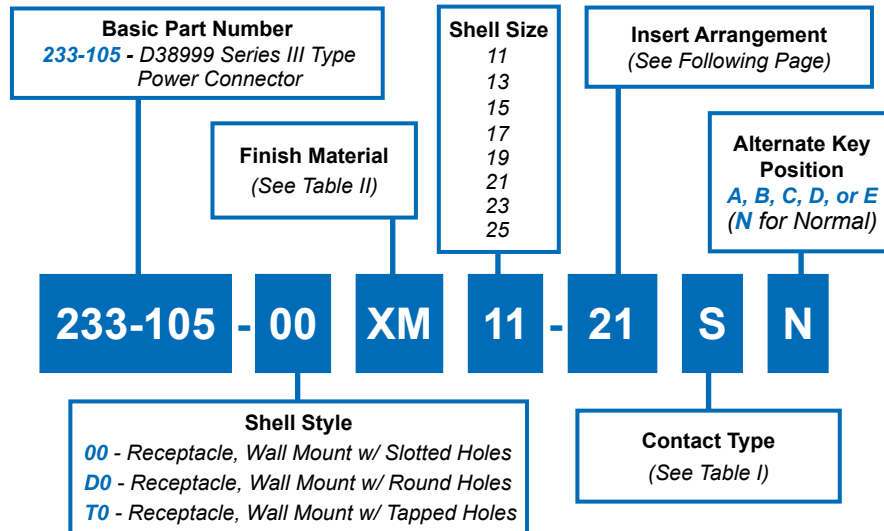 Basic Part Number
233-105 - D38999 Series III Type
Power Connector
Finish Material
(See Table II)
Shell Size
11
13
15
17
19
21
23
25
Insert Arrangement
(See Following Page)
Alternate Key
Position
A, B, C, D, or E
(N for Normal)
233-105 - 00 XM 11 - 21 S N
Shell Style
00 - Receptacle, Wall Mount w/ Slotted Holes
D0 - Receptacle, Wall Mount w/ Round Holes
T0 - Receptacle, Wall Mount w/ Tapped Holes
Contact Type
(See Table I)